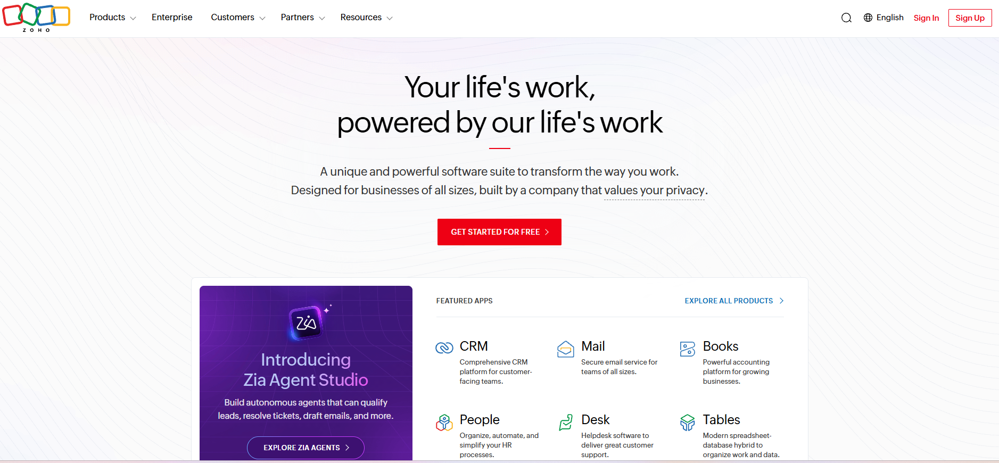 ZOHO
Products
Enterprise
Customers
Partners
Resources
English
Sign In
Sign Up
Your life's work,
powered by our life's work
A unique and powerful software suite to transform the way you work.
Designed for businesses of all sizes, built by a company that values your privacy.
GET STARTED FOR FREE
ZIA
Introducing
Zia Agent Studio
Build autonomous agents that can qualify
leads, resolve tickets, draft emails, and more.
EXPLORE ZIA AGENTS
FEATURED APPS
EXPLORE ALL PRODUCTS
CRM
Comprehensive CRM
platform for customer-
facing teams.
Mail
Secure email service for
teams of all sizes.
Books
Powerful accounting
platform for growing
businesses.
People
Organize, automate, and
simplify your HR
processes.
Desk
Helpdesk software to
deliver great customer
support.
Tables
Modern spreadsheet-
database hybrid to
organize work and data.